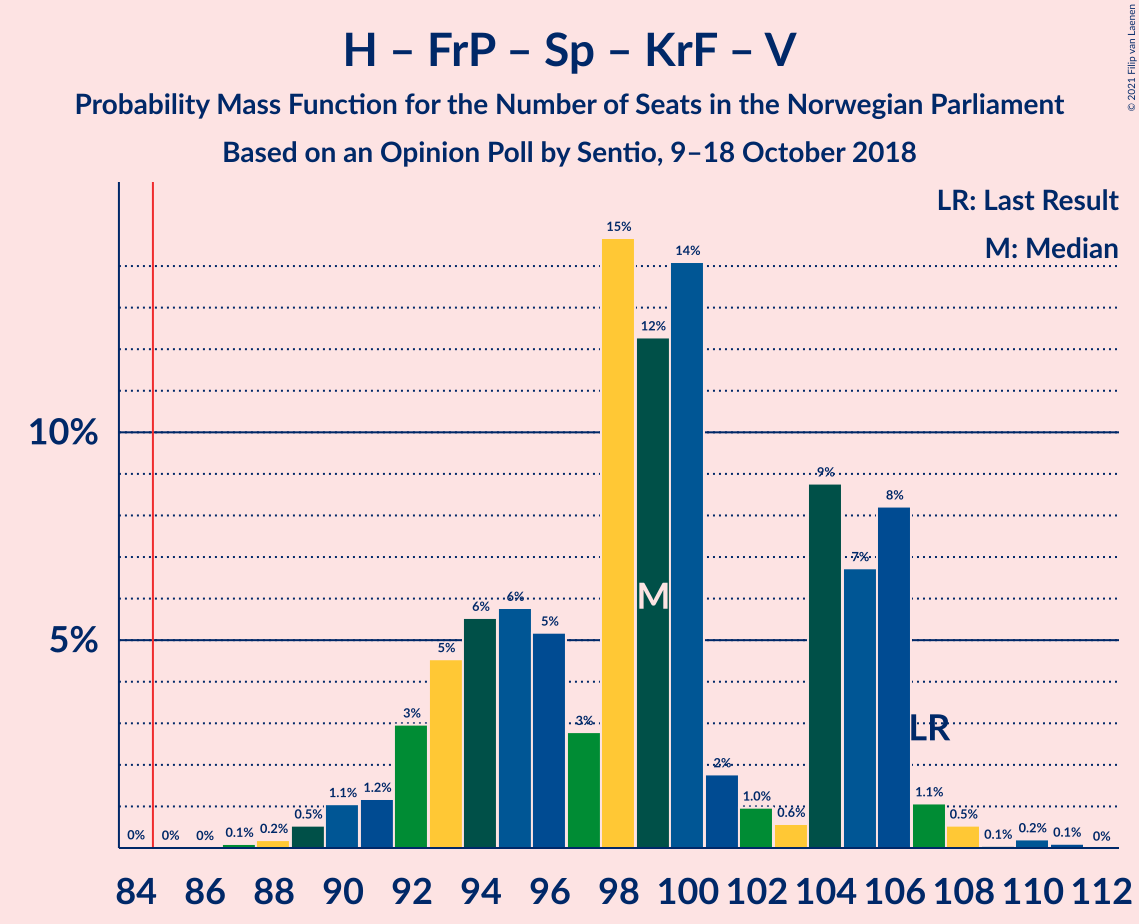 H – FrP – Sp – KrF – V
Probability Mass Function for the Number of Seats in the Norwegian Parliament
Based on an Opinion Poll by Sentio, 9–18 October 2018
© 2021 Filip van Laenen
LR: Last Result
M: Median
10%
5%
0% 0% 0% 0.1% 0.2% 0.5% 1.1% 1.2% 3% 5% 6% 6% 5% 3% 15% 12% 14% 2% 1.0% 0.6% 9% 7% 8% 1.1% 0.5% 0.1% 0.2% 0.1% 0%
M
LR
84 86 88 90 92 94 96 98 100 102 104 106 108 110 112